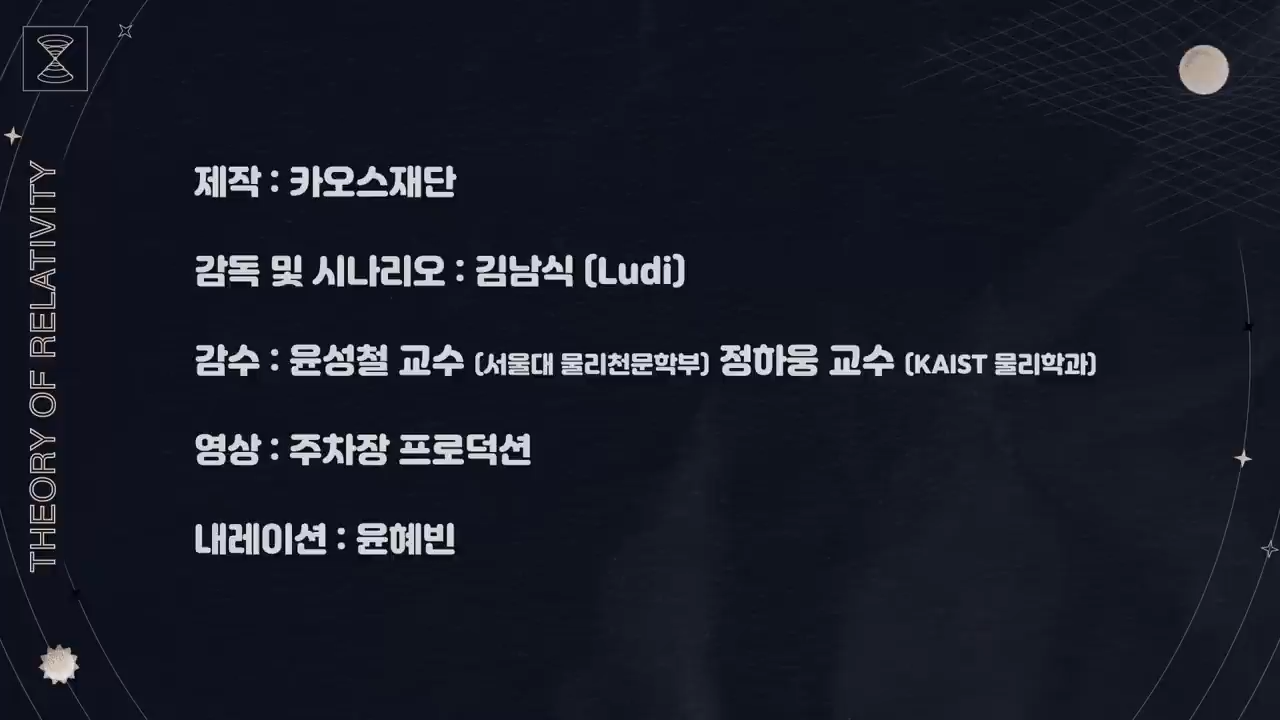 THEORY OF RELATIVITY
제작 : 카오스재단
감독 및 시나리오 : 김남식 (Ludi)
감수 : 윤성철 교수 (서울대 물리천문학부) 정하웅 교수 (KAIST 물리학과)
영상 : 주차장 프로덕션
내레이션 : 윤혜빈